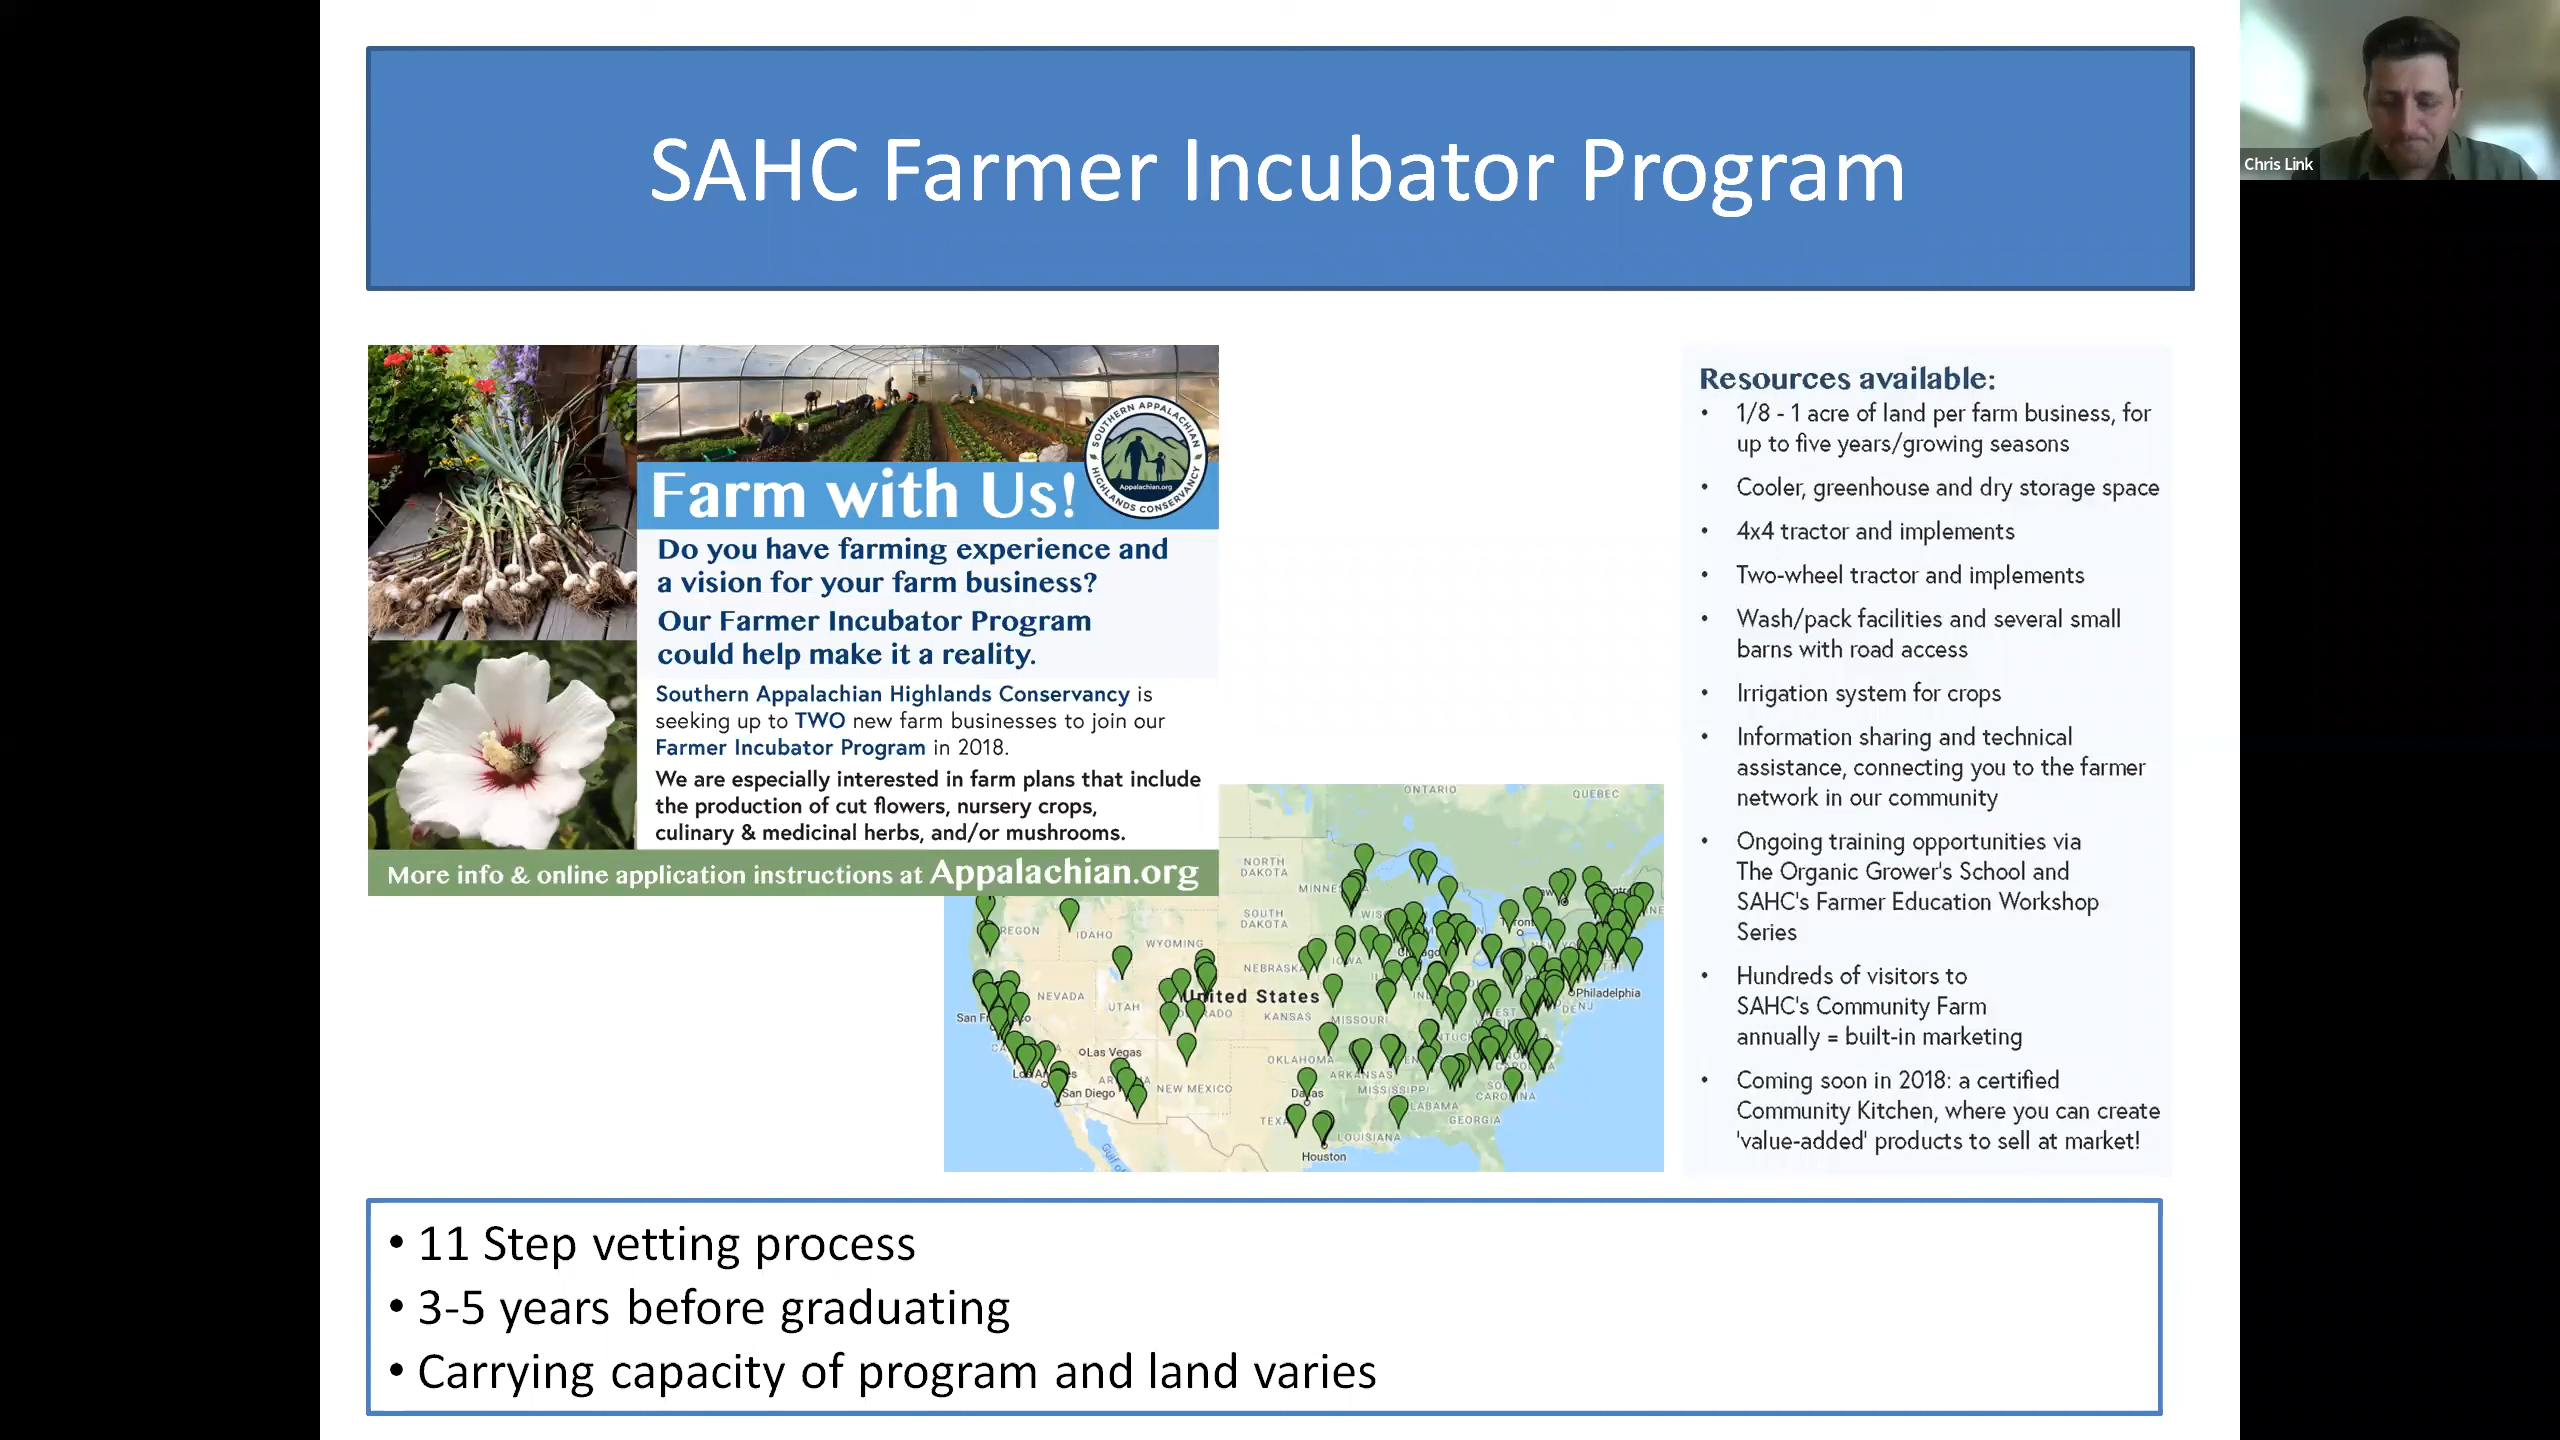 SAHC Farmer Incubator Program
Chris Link
SOUTHERN APPALACHIAN
HIGHLANDS CONSERVANCY
Appalachian.org
Farm with Us!
Do you have farming experience and
a vision for your farm business?
Our Farmer Incubator Program
could help make it a reality.
Southern Appalachian Highlands Conservancy is
seeking up to TWO new farm businesses to join our
Farmer Incubator Program in 2018.
We are especially interested in farm plans that include
the production of cut flowers, nursery crops,
culinary & medicinal herbs, and/or mushrooms.
More info & online application instructions at Appalachian.org
ONTARIO
QUEBEC
NORTH
DAKOTA
SOUTH
DAKOTA
IDAHO
WYOMING
NEBRASKA
IOWA
NEVADA
UTAH
United States
KANSAS
MISSOURI
Philadelphia
NJ
Las Vegas
San Diego
NEW MEXICO
OKLAHOMA
ARKANSAS
MISSISSIPPI
Dallas
SOUTH
CAROLINA
GEORGIA
LOUISIANA
Houston
Gulf of
Resources available:
• 1/8 - 1 acre of land per farm business, for
up to five years/growing seasons
• Cooler, greenhouse and dry storage space
• 4x4 tractor and implements
• Two-wheel tractor and implements
• Wash/pack facilities and several small
barns with road access
• Irrigation system for crops
• Information sharing and technical
assistance, connecting you to the farmer
network in our community
• Ongoing training opportunities via
The Organic Grower's School and
SAHC's Farmer Education Workshop
Series
• Hundreds of visitors to
SAHC's Community Farm
annually = built-in marketing
• Coming soon in 2018: a certified
Community Kitchen, where you can create
'value-added' products to sell at market!
• 11 Step vetting process
• 3-5 years before graduating
• Carrying capacity of program and land varies